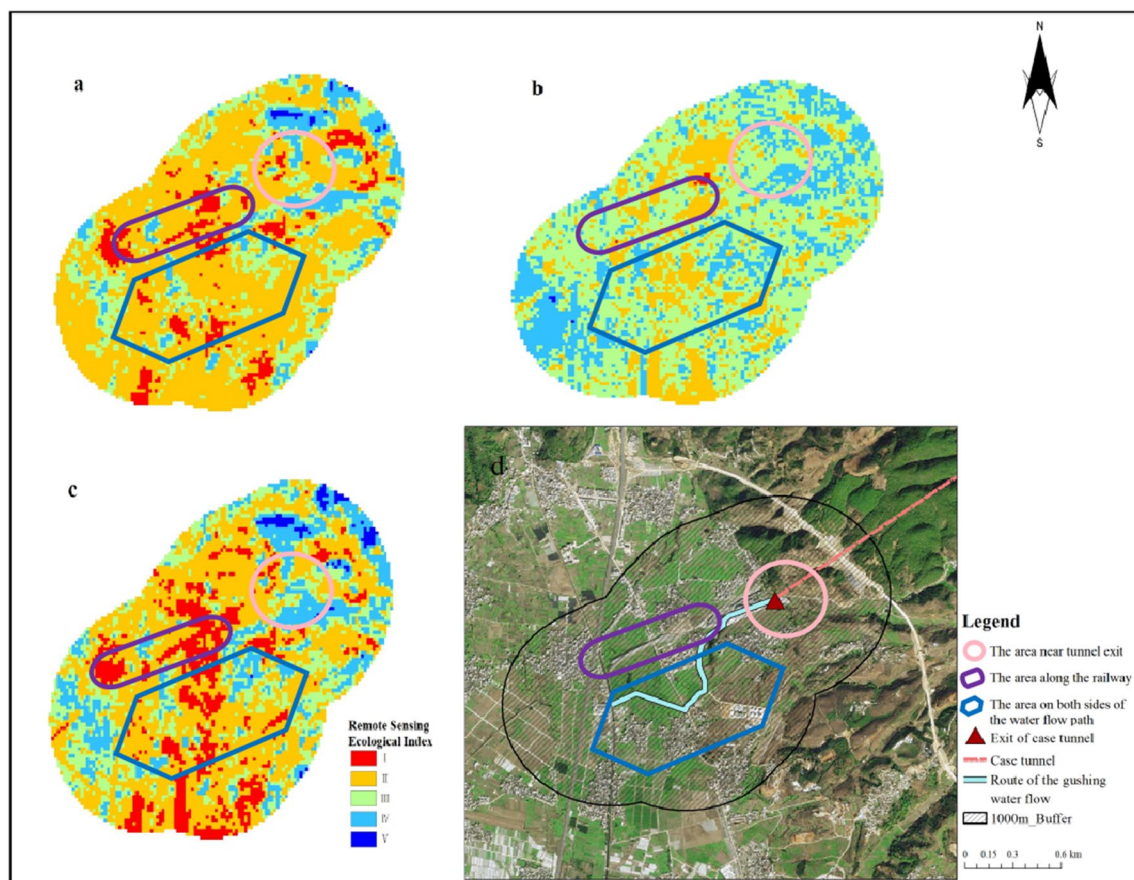 N
S
a
b
c
d
Remote Sensing
Ecological Index
I
II
III
IV
V
Legend
The area near tunnel exit
The area along the railway
The area on both sides of
the water flow path
Exit of case tunnel
Case tunnel
Route of the gushing
water flow
1000m_Buffer
0 0.15 0.3 0.6 km